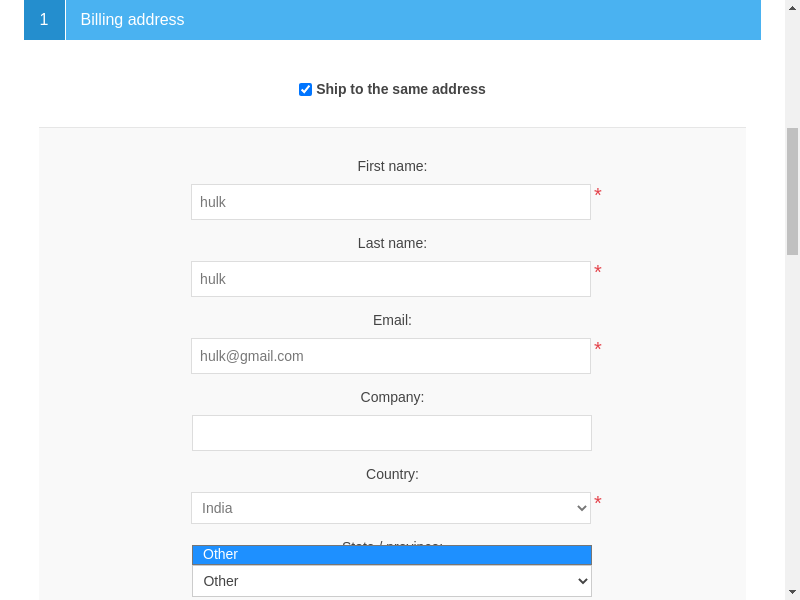 1 Billing address
Ship to the same address
First name:
hulk *
Last name:
hulk *
Email:
hulk@gmail.com *
Company:
Country:
India *
State / province:
Other
Other